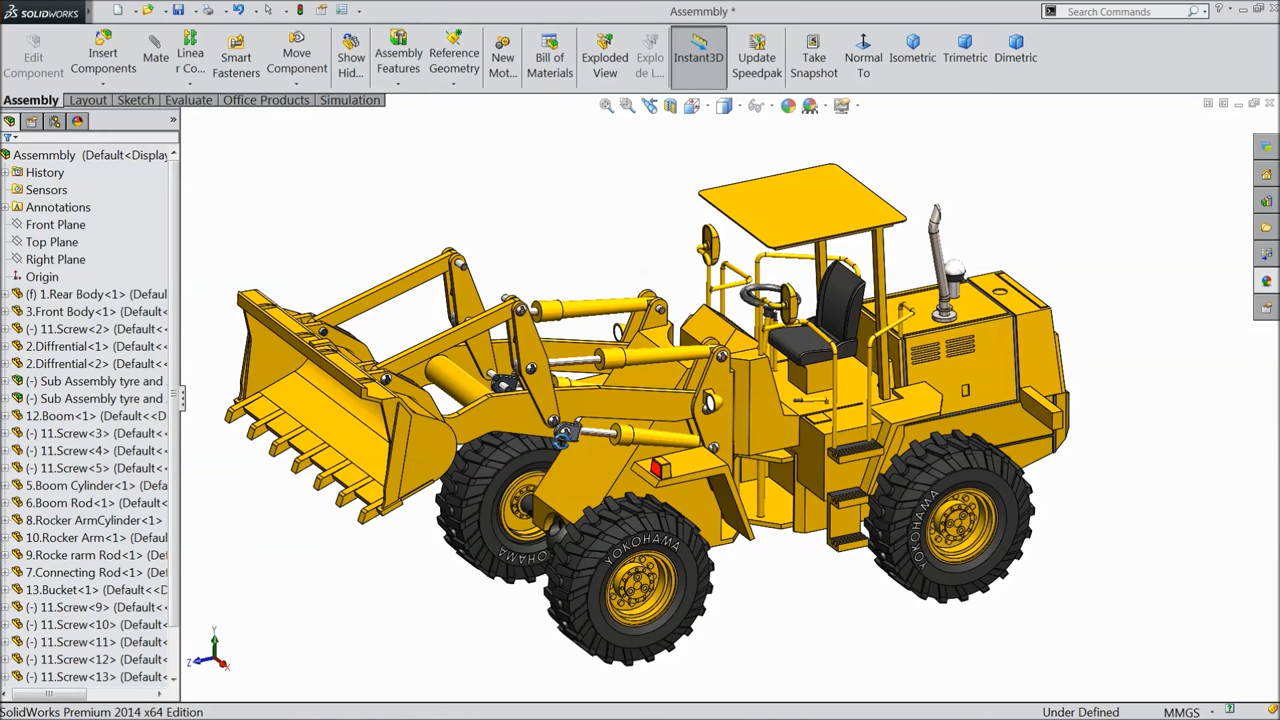 SOLIDWORKS
Assemmbly *
Search Commands
Edit Component
Insert Components
Mate
Linea r Co...
Smart Fasteners
Move Component
Show Hid...
Assembly Features
Reference Geometry
New Mot...
Bill of Materials
Exploded View
Explo de L...
Instant3D
Update Speedpak
Take Snapshot
Normal To
Isometric
Trimetric
Dimetric
Assembly
Layout
Sketch
Evaluate
Office Products
Simulation
Assemmbly (Default<Display
History
Sensors
Annotations
Front Plane
Top Plane
Right Plane
Origin
(f) 1.Rear Body<1> (Defaul
3.Front Body<1> (Default
(-) 11.Screw<2> (Default<
2.Diffrential<1> (Default<
2.Diffrential<2> (Default<
(-) Sub Assembly tyre and
(-) Sub Assembly tyre and
12.Boom<1> (Default<<D
(-) 11.Screw<3> (Default<
(-) 11.Screw<4> (Default<
(-) 11.Screw<5> (Default<
5.Boom Cylinder<1> (Def
6.Boom Rod<1> (Default<
8.Rocker ArmCylinder<1>
10.Rocker Arm<1> (Defaul
9.Rocke rarm Rod<1> (De
7.Connecting Rod<1> (De
13.Bucket<1> (Default<<D
(-) 11.Screw<9> (Default<
(-) 11.Screw<10> (Default
(-) 11.Screw<11> (Default
(-) 11.Screw<12> (Default
(-) 11.Screw<13> (Default
YOKOHAMA
YOKOHAMA
YOKOHAMA
Y
Z
X
SolidWorks Premium 2014 x64 Edition
Under Defined
MMGS